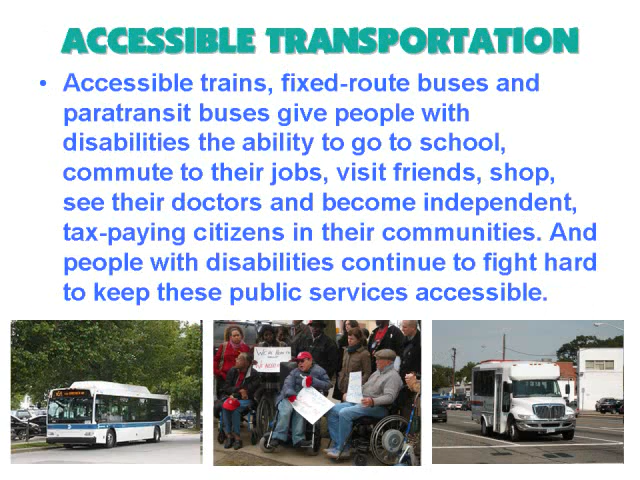 ACCESSIBLE TRANSPORTATION
• Accessible trains, fixed-route buses and
paratransit buses give people with
disabilities the ability to go to school,
commute to their jobs, visit friends, shop,
see their doctors and become independent,
tax-paying citizens in their communities. And
people with disabilities continue to fight hard
to keep these public services accessible.